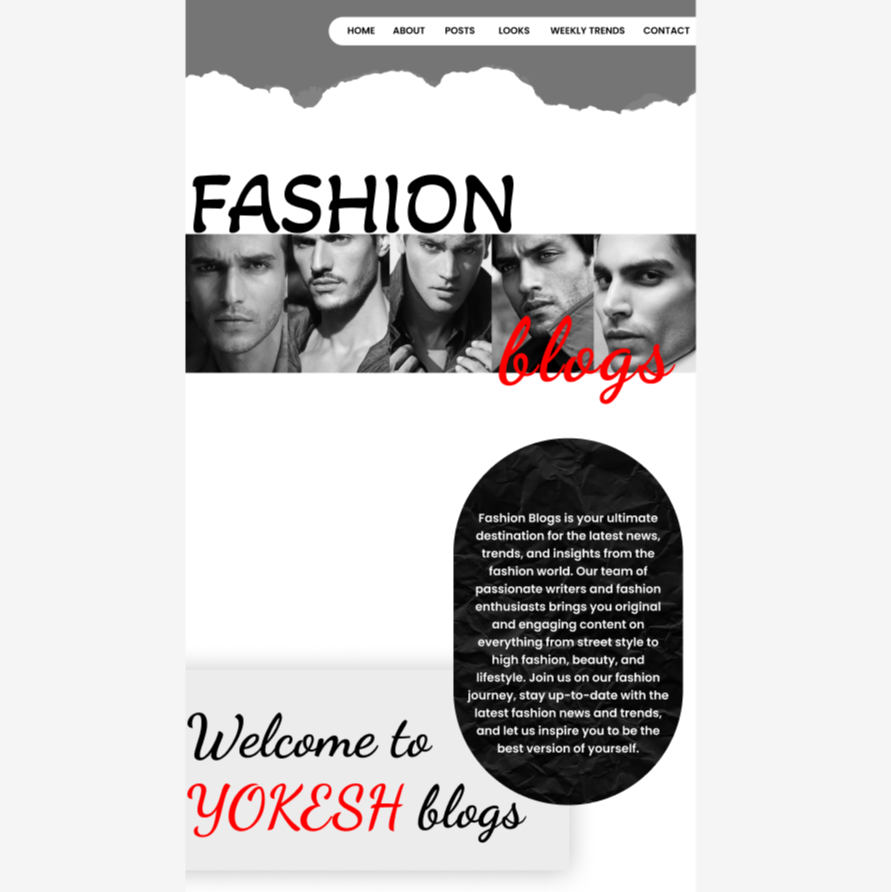 HOME ABOUT POSTS LOOKS WEEKLY TRENDS CONTACT
FASHION
blogs
Fashion Blogs is your ultimate
destination for the latest news,
trends, and insights from the
fashion world. Our team of
passionate writers and fashion
enthusiasts brings you original
and engaging content on
everything from street style to
high fashion, beauty, and
lifestyle. Join us on our fashion
journey, stay up-to-date with the
latest fashion news and trends,
and let us inspire you to be the
best version of yourself.
Welcome to
YOKESH blogs